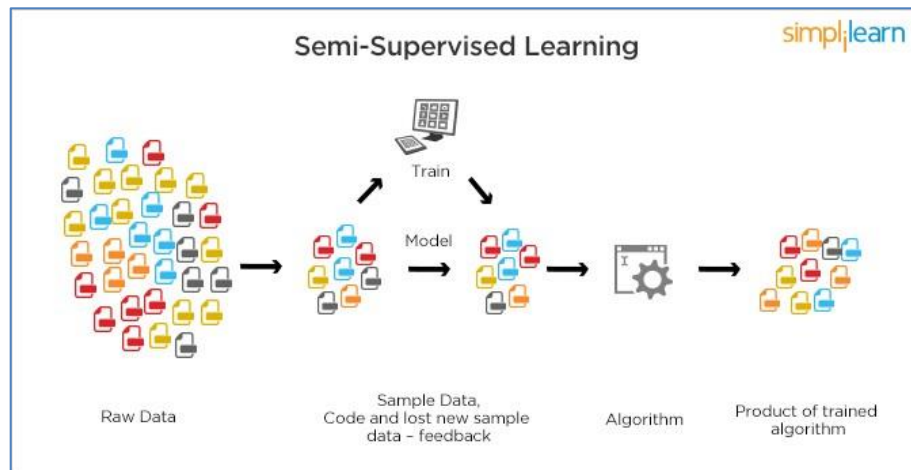 Semi-Supervised Learning
simplilearn
Train
Model
Raw Data
Sample Data,
Code and lost new sample
data – feedback
Algorithm
Product of trained
algorithm